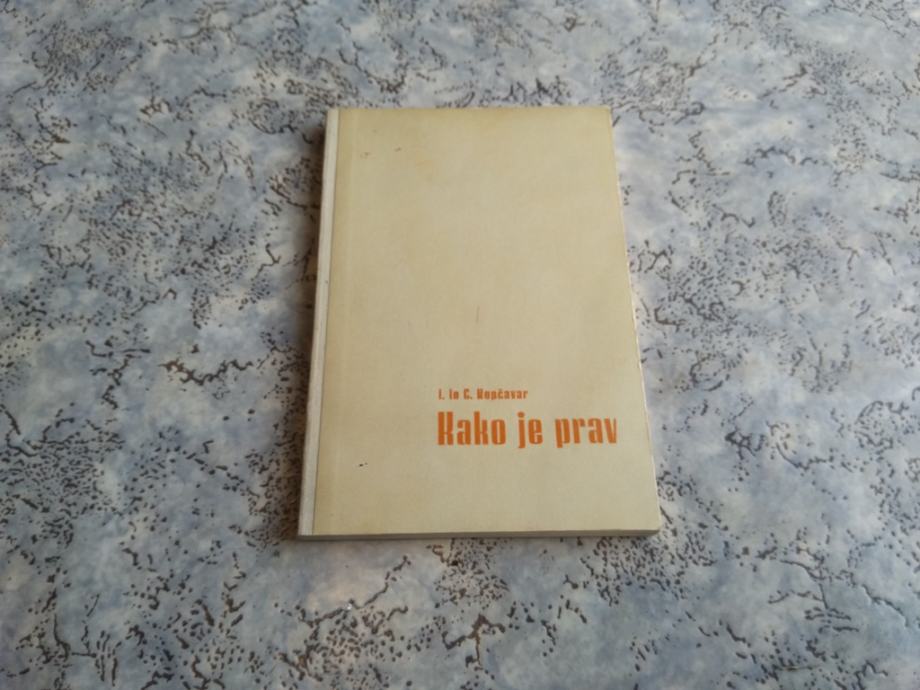 I. in C. Kopčavar
Kako je prav